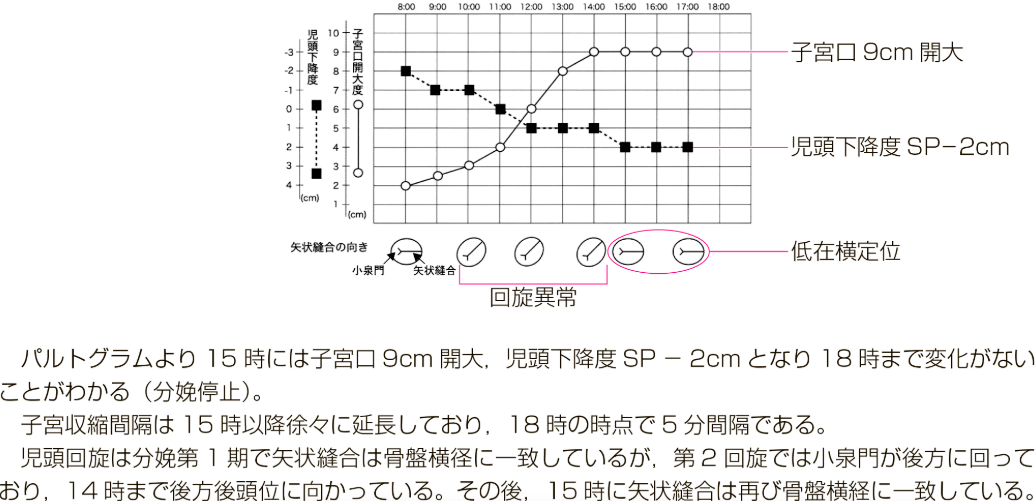 8:00 9:00 10:00 11:00 12:00 13:00 14:00 15:00 16:00 17:00 18:00
児頭下降度
-3
-2
-1
0
1
2
3
4
(cm)
子宮口開大度
10
9
8
7
6
5
4
3
2
1
(cm)
子宮口 9cm 開大
児頭下降度 SP−2cm
矢状縫合の向き
小泉門 矢状縫合
低在横定位
回旋異常
パルトグラムより 15 時には子宮口 9cm 開大，児頭下降度 SP − 2cm となり 18 時まで変化がない
ことがわかる（分娩停止）。
子宮収縮間隔は 15 時以降徐々に延長しており，18 時の時点で 5 分間隔である。
児頭回旋は分娩第 1 期で矢状縫合は骨盤横径に一致しているが，第 2 回旋では小泉門が後方に回って
おり，14 時まで後方後頭位に向かっている。その後，15 時に矢状縫合は再び骨盤横経に一致している。